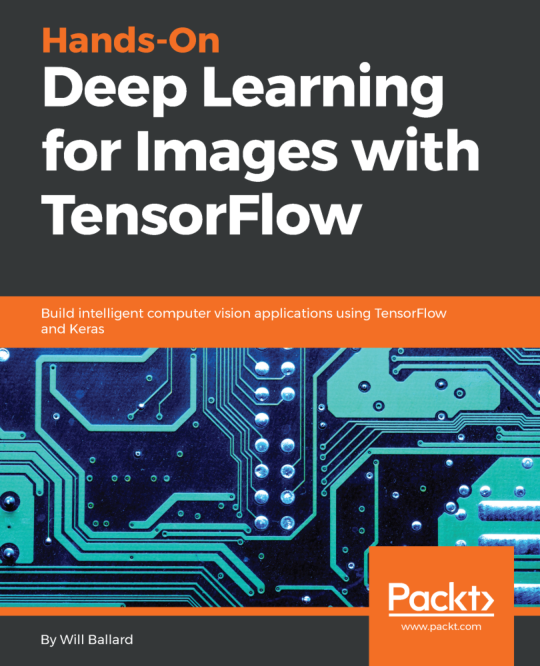 Hands-On
Deep Learning
for Images with
TensorFlow
Build intelligent computer vision applications using TensorFlow
and Keras
Packt>
www.packt.com
By Will Ballard